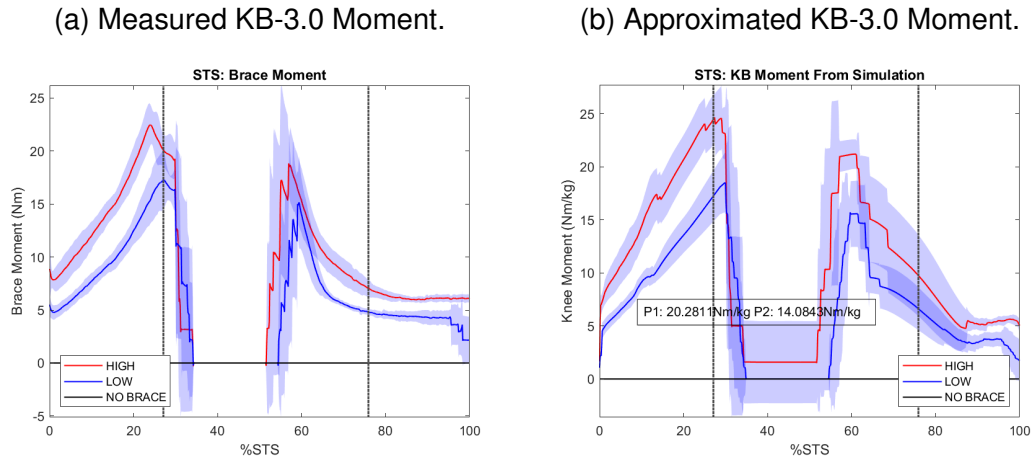 (a) Measured KB-3.0 Moment.
STS: Brace Moment
Brace Moment (Nm)
25
20
15
10
5
0
-5
HIGH
LOW
NO BRACE
0 20 40 60 80 100
%STS
(b) Approximated KB-3.0 Moment.
STS: KB Moment From Simulation
Knee Moment (Nm/kg)
25
20
15
10
5
0
P1: 20.2811Nm/kg P2: 14.0843Nm/kg
HIGH
LOW
NO BRACE
0 20 40 60 80 100
%STS